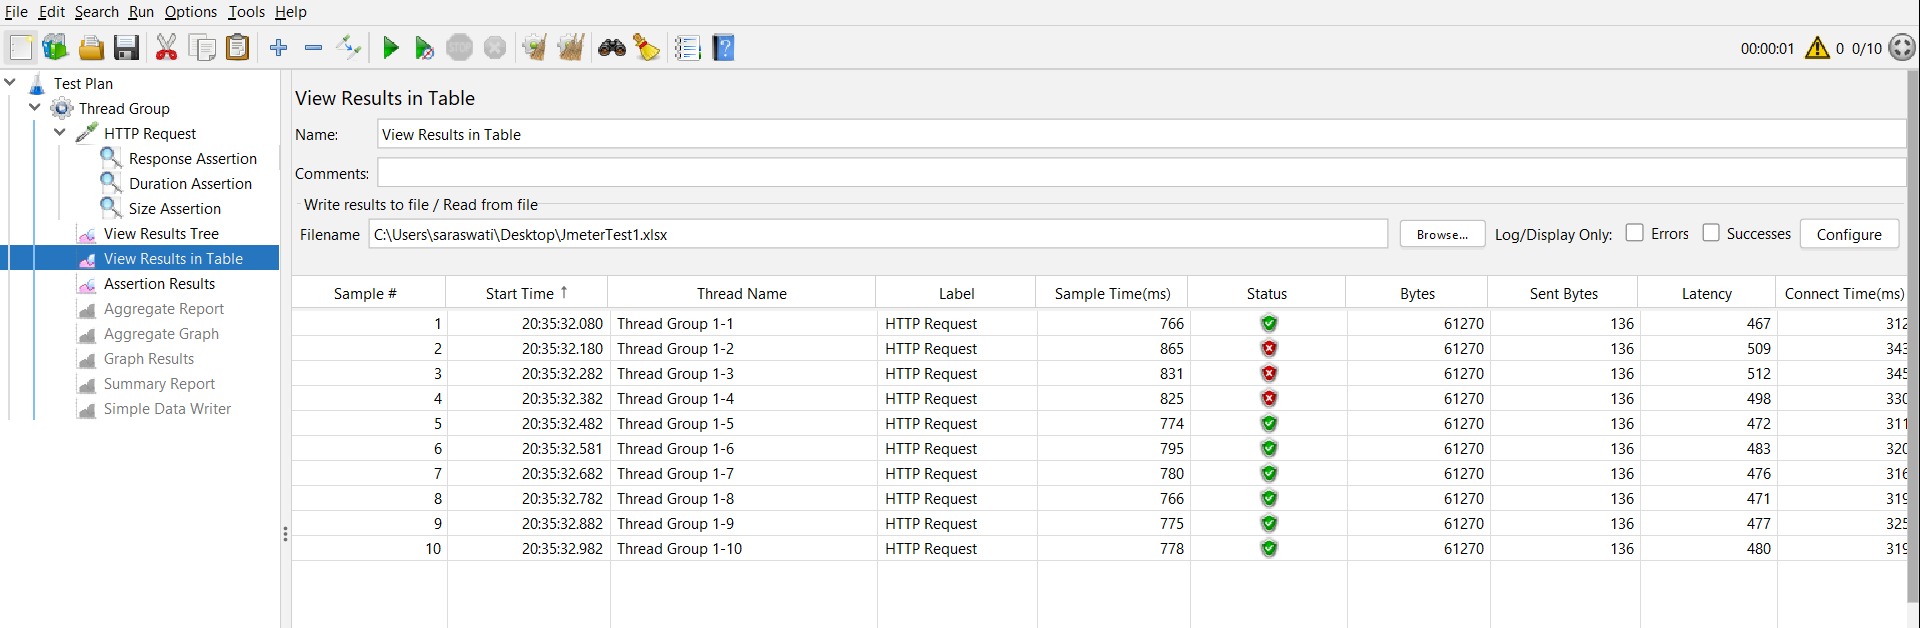 File Edit Search Run Options Tools Help
STOP
00:00:01 0 0/10
Test Plan
Thread Group
HTTP Request
Response Assertion
Duration Assertion
Size Assertion
View Results Tree
View Results in Table
Assertion Results
Aggregate Report
Aggregate Graph
Graph Results
Summary Report
Simple Data Writer
View Results in Table
Name: View Results in Table
Comments:
Write results to file / Read from file
Filename C:\Users\saraswati\Desktop\JmeterTest1.xlsx Browse... Log/Display Only: Errors Successes Configure
Sample # Start Time ↑ Thread Name Label Sample Time(ms) Status Bytes Sent Bytes Latency Connect Time(ms)
1 20:35:32.080 Thread Group 1-1 HTTP Request 766 61270 136 467 312
2 20:35:32.180 Thread Group 1-2 HTTP Request 865 61270 136 509 343
3 20:35:32.282 Thread Group 1-3 HTTP Request 831 61270 136 512 345
4 20:35:32.382 Thread Group 1-4 HTTP Request 825 61270 136 498 330
5 20:35:32.482 Thread Group 1-5 HTTP Request 774 61270 136 472 311
6 20:35:32.581 Thread Group 1-6 HTTP Request 795 61270 136 483 320
7 20:35:32.682 Thread Group 1-7 HTTP Request 780 61270 136 476 316
8 20:35:32.782 Thread Group 1-8 HTTP Request 766 61270 136 471 319
9 20:35:32.882 Thread Group 1-9 HTTP Request 775 61270 136 477 325
10 20:35:32.982 Thread Group 1-10 HTTP Request 778 61270 136 480 319